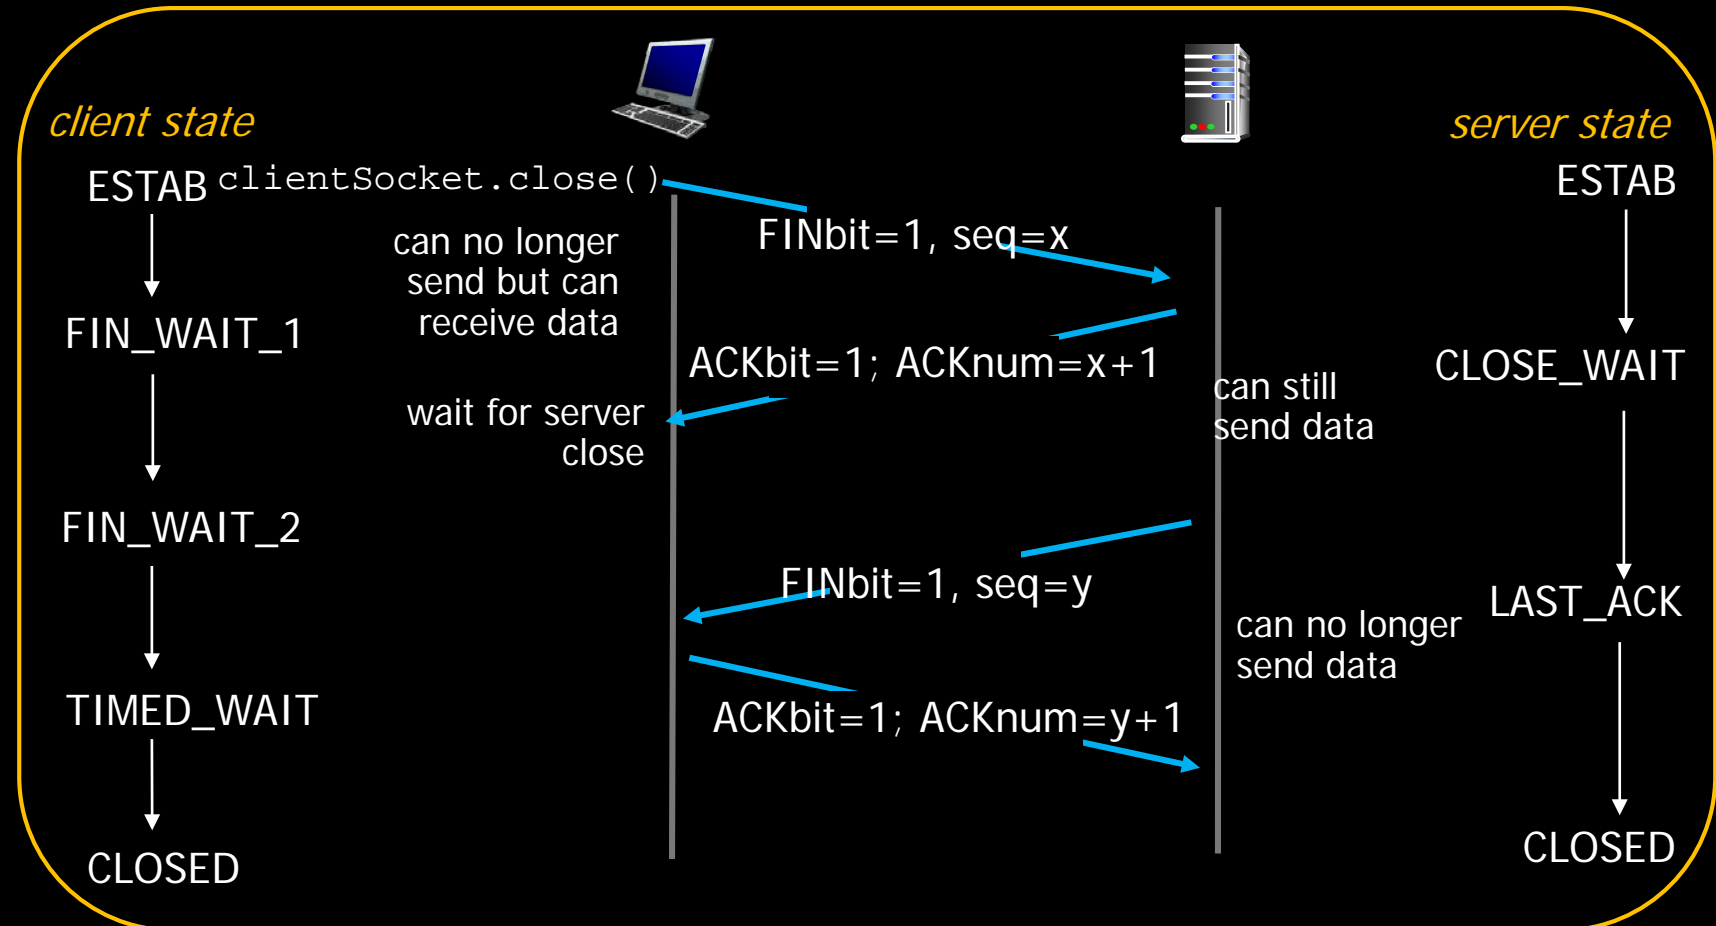 client state
server state
ESTAB
clientSocket.close()
ESTAB
FINbit=1, seq=x
can no longer
send but can
receive data
FIN_WAIT_1
ACKbit=1; ACKnum=x+1
CLOSE_WAIT
can still
send data
wait for server
close
FIN_WAIT_2
FINbit=1, seq=y
LAST_ACK
can no longer
send data
TIMED_WAIT
ACKbit=1; ACKnum=y+1
CLOSED
CLOSED